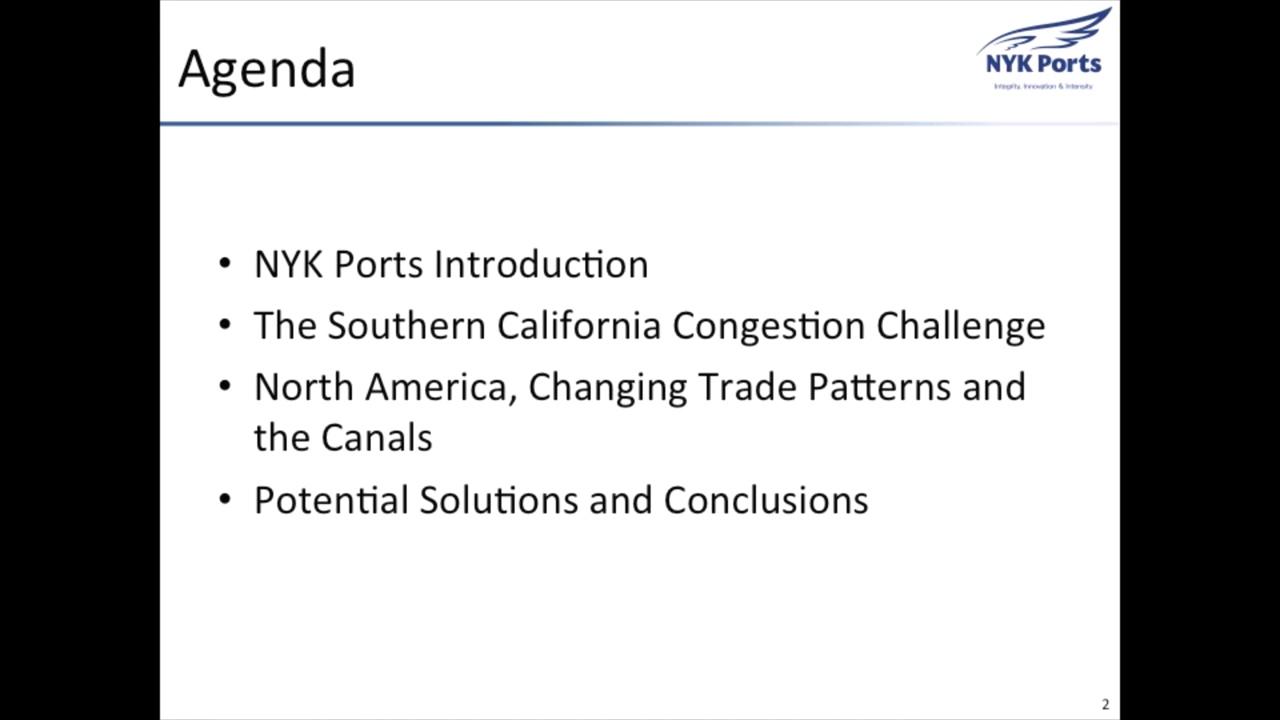 Agenda
NYK Ports
Integrity, Innovation & Intensity
• NYK Ports Introduction
• The Southern California Congestion Challenge
• North America, Changing Trade Patterns and
the Canals
• Potential Solutions and Conclusions
2